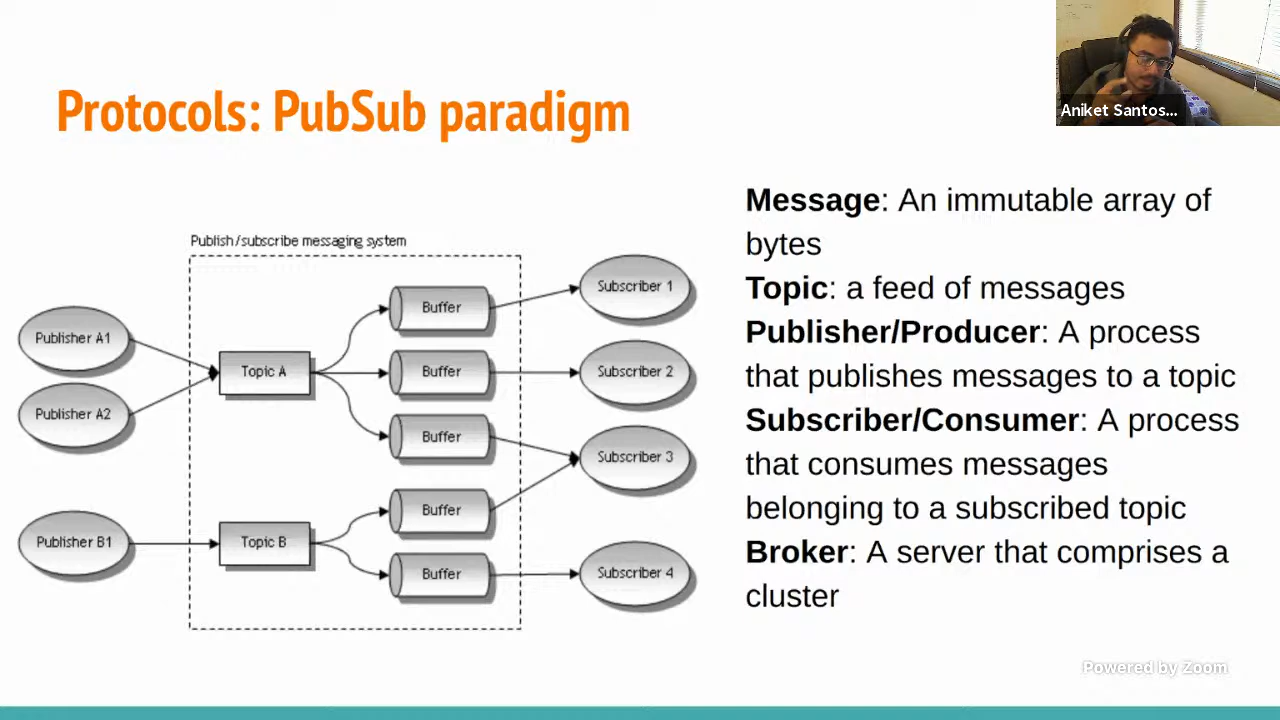 Protocols: PubSub paradigm
Aniket Santos...
Publish/subscribe messaging system
Publisher A1
Publisher A2
Publisher B1
Topic A
Topic B
Buffer
Buffer
Buffer
Buffer
Buffer
Subscriber 1
Subscriber 2
Subscriber 3
Subscriber 4
Message: An immutable array of
bytes
Topic: a feed of messages
Publisher/Producer: A process
that publishes messages to a topic
Subscriber/Consumer: A process
that consumes messages
belonging to a subscribed topic
Broker: A server that comprises a
cluster
Powered by Zoom